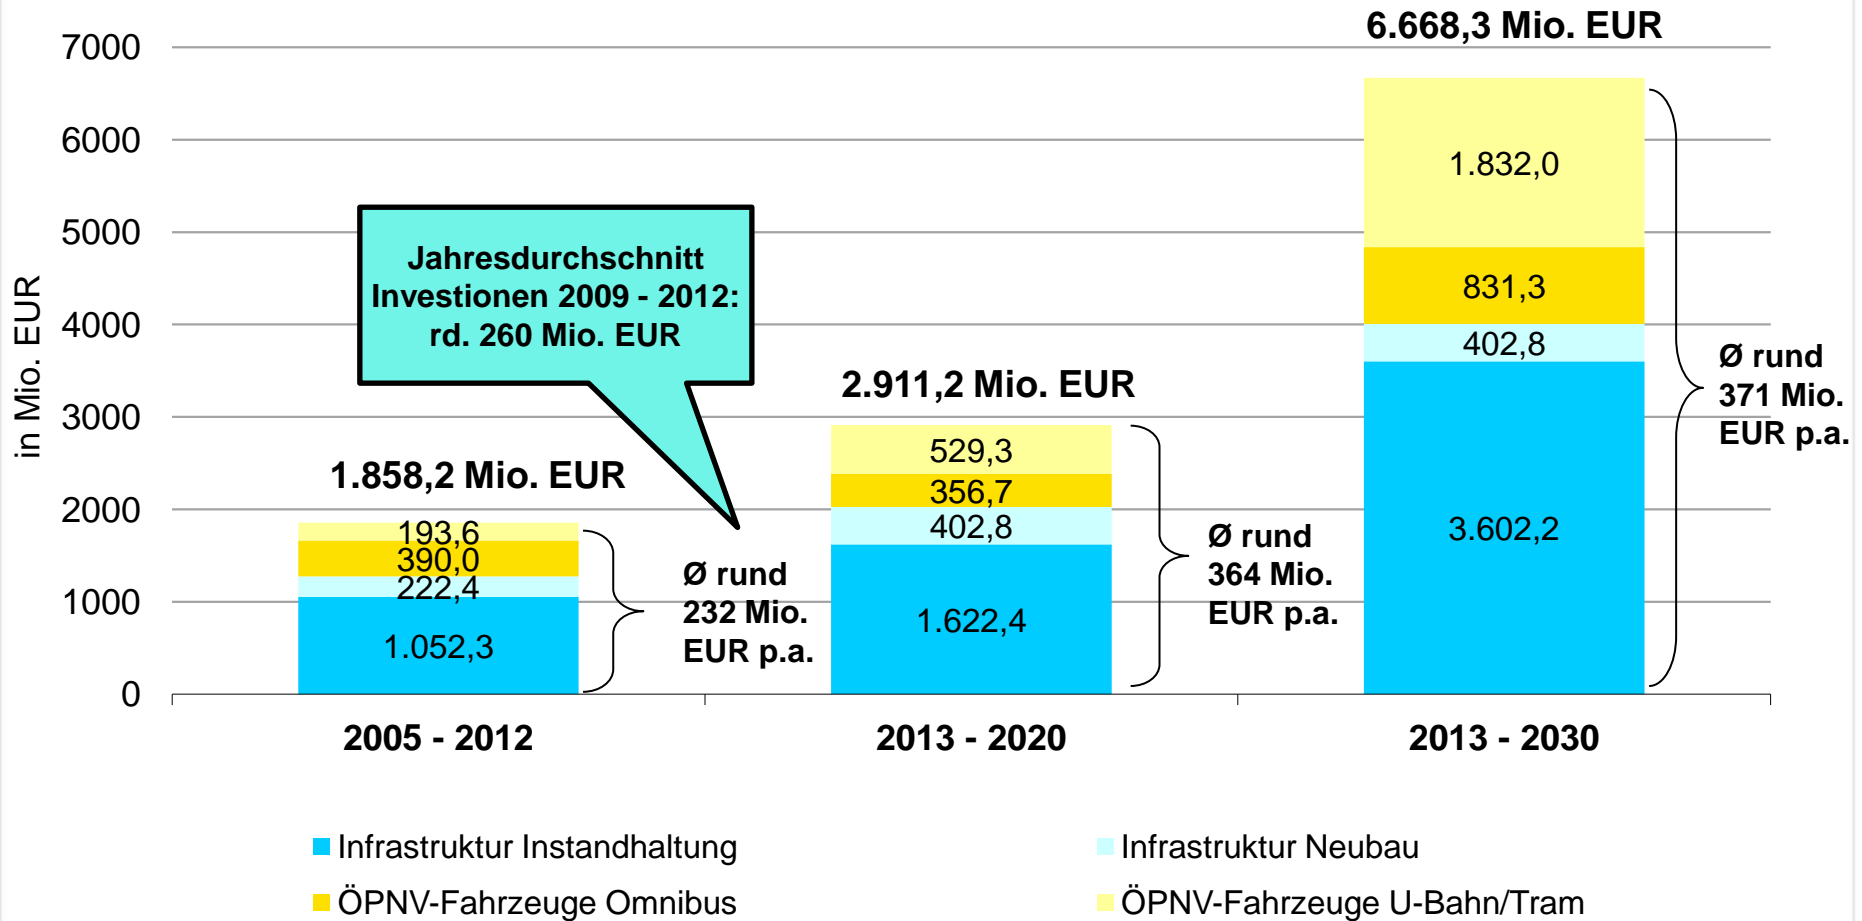 6.668,3 Mio. EUR
7000
6000
5000
4000
3000
2000
1000
0
in Mio. EUR
Jahresdurchschnitt
Investionen 2009 - 2012:
rd. 260 Mio. EUR
1.858,2 Mio. EUR
193,6
390,0
222,4
1.052,3
Ø rund
232 Mio.
EUR p.a.
2.911,2 Mio. EUR
529,3
356,7
402,8
1.622,4
Ø rund
364 Mio.
EUR p.a.
1.832,0
831,3
402,8
3.602,2
Ø rund
371 Mio.
EUR p.a.
2005 - 2012
2013 - 2020
2013 - 2030
Infrastruktur Instandhaltung
Infrastruktur Neubau
ÖPNV-Fahrzeuge Omnibus
ÖPNV-Fahrzeuge U-Bahn/Tram